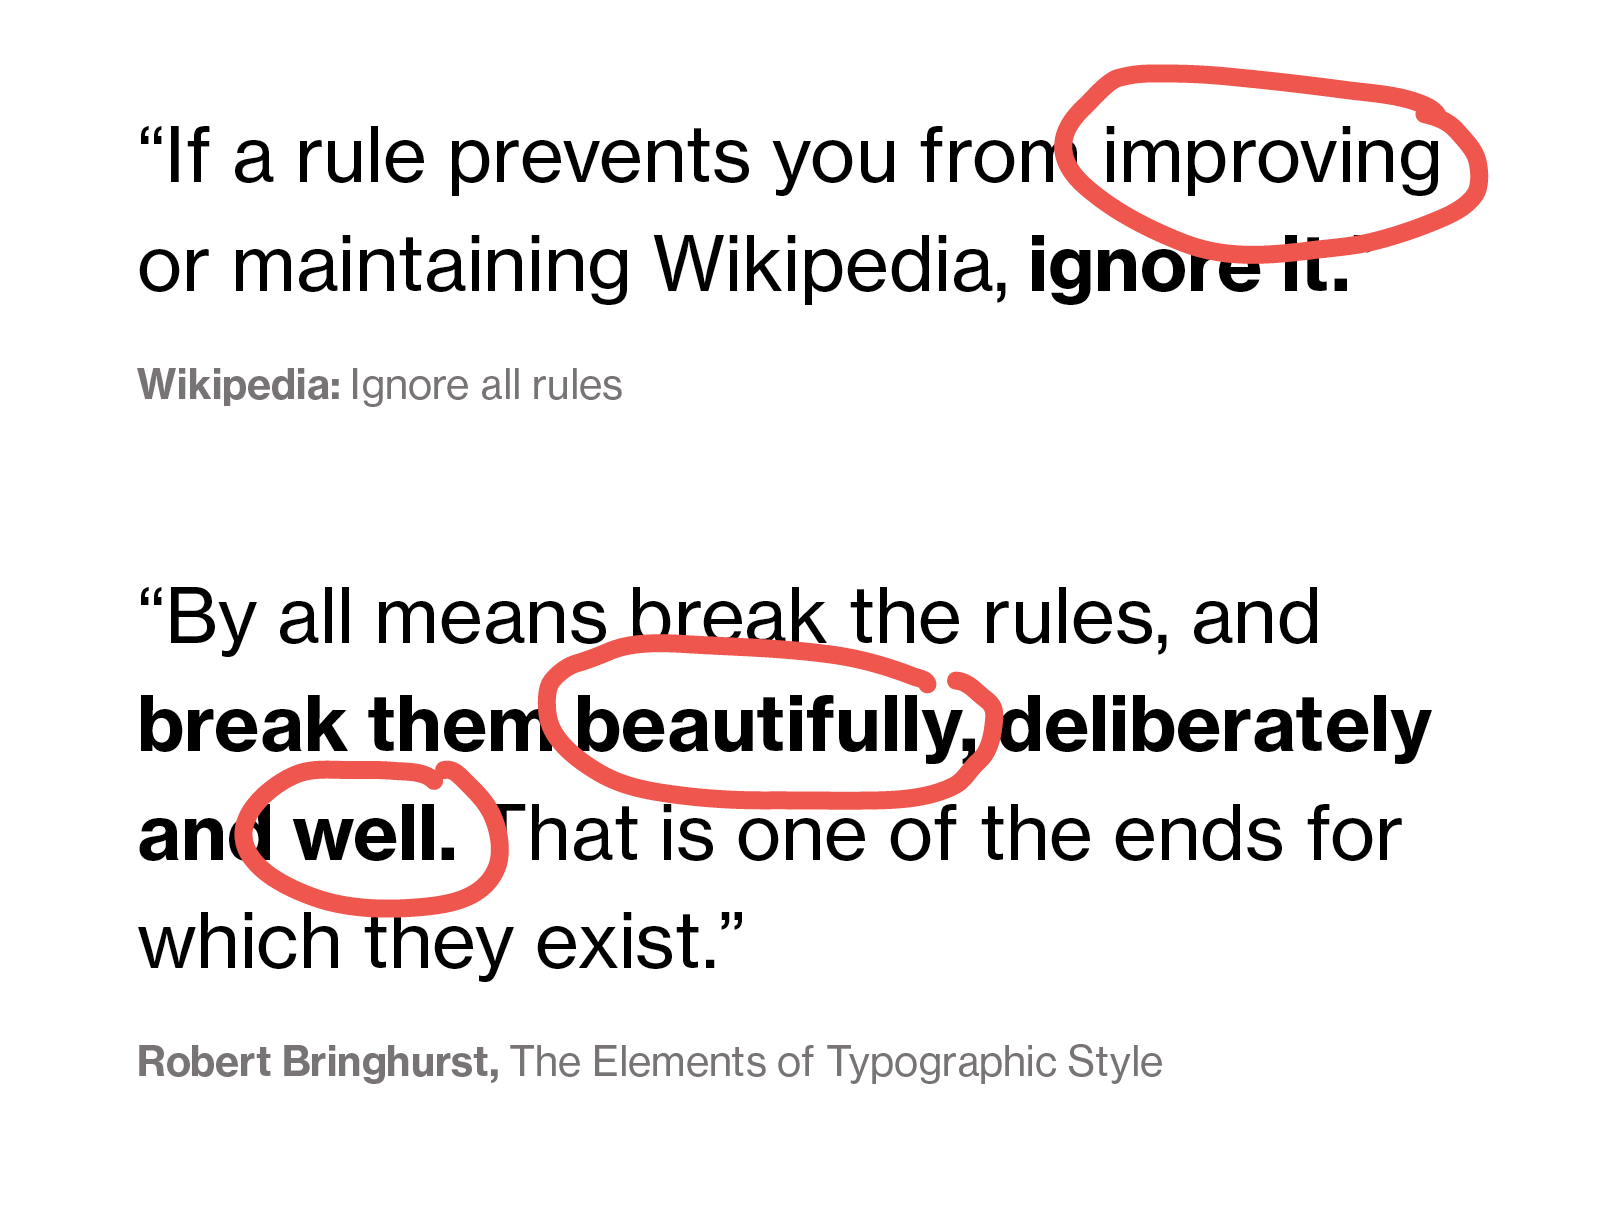 “If a rule prevents you from improving
or maintaining Wikipedia, ignore it.”
Wikipedia: Ignore all rules
“By all means break the rules, and
break them beautifully, deliberately
and well. That is one of the ends for
which they exist.”
Robert Bringhurst, The Elements of Typographic Style